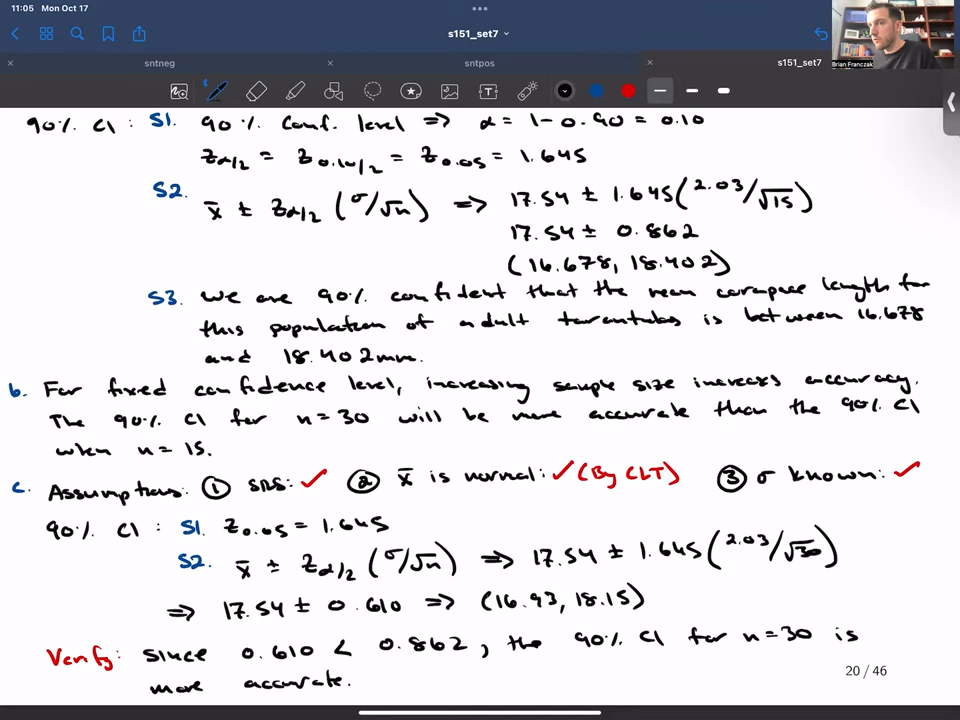 11:05 Mon Oct 17
s151_set7
sntneg
sntpos
s151_set7
Brian Franczak
90% CI : S1. 90% Conf. level ⇒ α = 1 - 0.90 = 0.10
Zα/2 = Z0.10/2 = Z0.05 = 1.645
S2. x̄ ± Zα/2 (σ/√n) ⇒ 17.54 ± 1.645(2.03/√15)
17.54 ± 0.862
(16.678, 18.402)
S3. We are 90% confident that the mean carapace length for
this population of adult tarantulas is between 16.678
and 18.402mm.
b. For fixed confidence level, increasing sample size increases accuracy.
The 90% CI for n=30 will be more accurate than the 90% CI
when n=15.
c. Assumptions: ① SRS: ✓ ② x̄ is normal: ✓ (By CLT) ③ σ known: ✓
90% CI : S1. Z0.05 = 1.645
S2. x̄ ± Zα/2 (σ/√n) ⇒ 17.54 ± 1.645(2.03/√30)
⇒ 17.54 ± 0.610 ⇒ (16.93, 18.15)
Verify: Since 0.610 < 0.862, the 90% CI for n=30 is
more accurate.
20 / 46